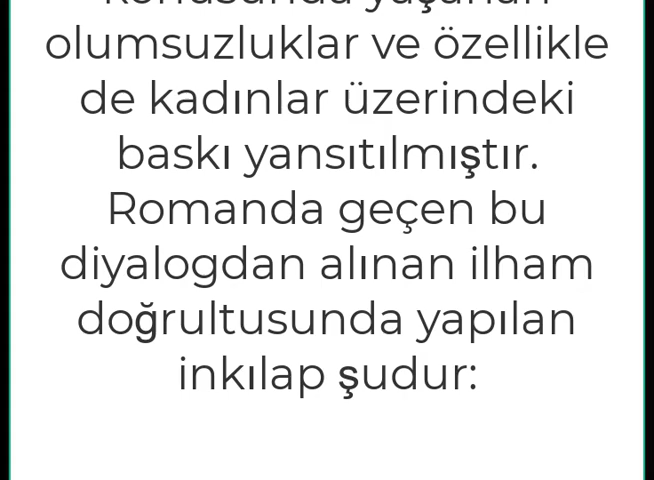 olumsuzluklar ve özellikle
de kadınlar üzerindeki
baskı yansıtılmıştır.
Romanda geçen bu
diyalogdan alınan ilham
doğrultusunda yapılan
inkılap şudur: